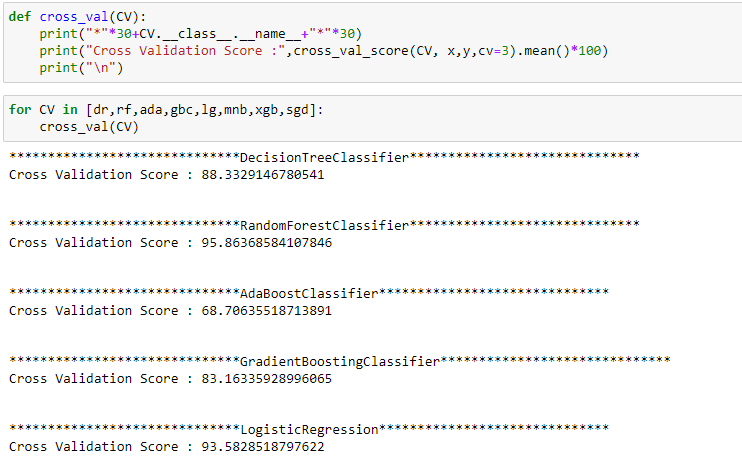 def cross_val(CV):
    print("*"*30+CV.__class__.__name__+"*"*30)
    print("Cross Validation Score :",cross_val_score(CV, x,y,cv=3).mean()*100)
    print("\n")
for CV in [dr,rf,ada,gbc,lg,mnb,xgb,sgd]:
    cross_val(CV)
******************************DecisionTreeClassifier******************************
Cross Validation Score : 88.3329146780541
******************************RandomForestClassifier******************************
Cross Validation Score : 95.86368584107846
******************************AdaBoostClassifier******************************
Cross Validation Score : 68.70635518713891
******************************GradientBoostingClassifier******************************
Cross Validation Score : 83.16335928996065
******************************LogisticRegression******************************
Cross Validation Score : 93.5828518797622